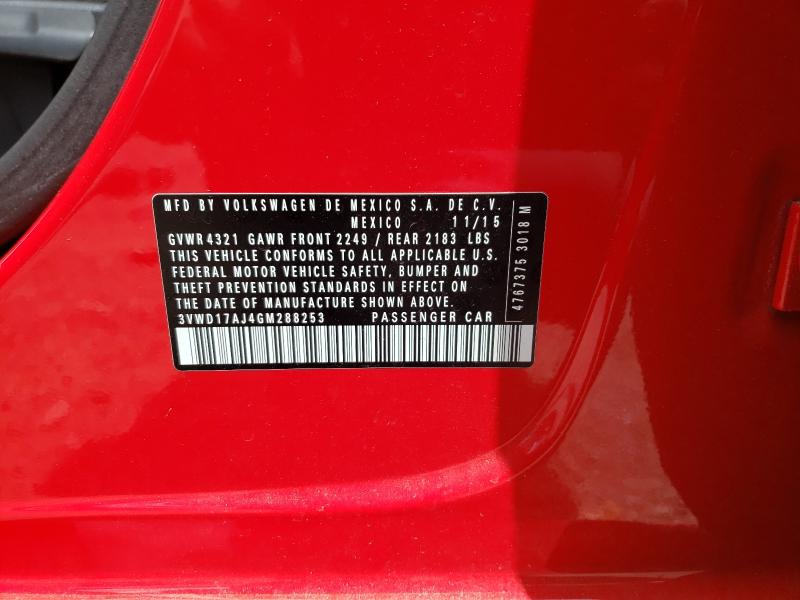 MFD BY VOLKSWAGEN DE MEXICO S.A. DE C.V.
MEXICO 11/15
GVWR 4321 GAWR FRONT 2249 / REAR 2183 LBS
THIS VEHICLE CONFORMS TO ALL APPLICABLE U.S.
FEDERAL MOTOR VEHICLE SAFETY, BUMPER AND
THEFT PREVENTION STANDARDS IN EFFECT ON
THE DATE OF MANUFACTURE SHOWN ABOVE.
3VWD17AJ4GM288253 PASSENGER CAR
4767375 3018 M